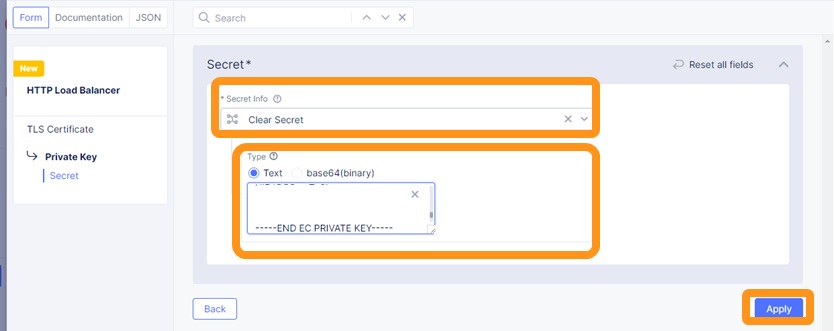 Form Documentation JSON
Search
New
HTTP Load Balancer
TLS Certificate
Private Key
Secret
Secret*
Reset all fields
* Secret Info
Clear Secret
Type
Text base64(binary)
-----END EC PRIVATE KEY-----
Back
Apply